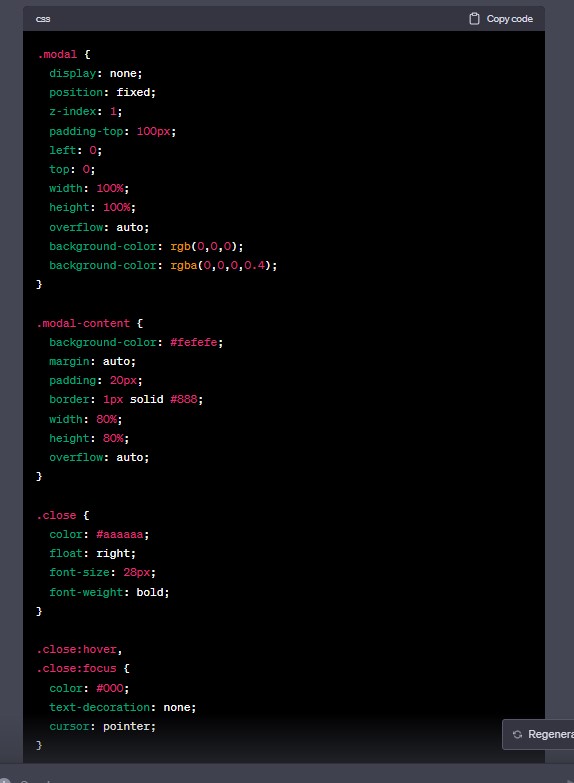 css
Copy code
.modal {
  display: none;
  position: fixed;
  z-index: 1;
  padding-top: 100px;
  left: 0;
  top: 0;
  width: 100%;
  height: 100%;
  overflow: auto;
  background-color: rgb(0,0,0);
  background-color: rgba(0,0,0,0.4);
}
.modal-content {
  background-color: #fefefe;
  margin: auto;
  padding: 20px;
  border: 1px solid #888;
  width: 80%;
  height: 80%;
  overflow: auto;
}
.close {
  color: #aaaaaa;
  float: right;
  font-size: 28px;
  font-weight: bold;
}
.close:hover,
.close:focus {
  color: #000;
  text-decoration: none;
  cursor: pointer;
}
Regenera